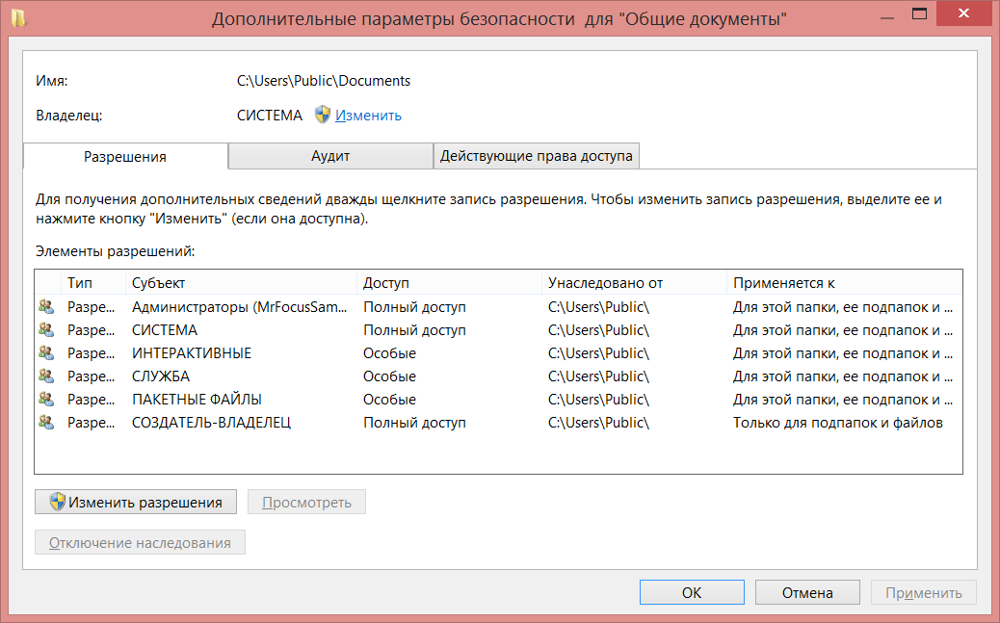 Дополнительные параметры безопасности для "Общие документы"
Имя: C:\Users\Public\Documents
Владелец: СИСТЕМА Изменить
Разрешения Аудит Действующие права доступа
Для получения дополнительных сведений дважды щелкните запись разрешения. Чтобы изменить запись разрешения, выделите ее и
нажмите кнопку "Изменить" (если она доступна).
Элементы разрешений:
Тип Субъект Доступ Унаследовано от Применяется к
Разре... Администраторы (MrFocusSam... Полный доступ C:\Users\Public\ Для этой папки, ее подпапок и ...
Разре... СИСТЕМА Полный доступ C:\Users\Public\ Для этой папки, ее подпапок и ...
Разре... ИНТЕРАКТИВНЫЕ Особые C:\Users\Public\ Для этой папки, ее подпапок и ...
Разре... СЛУЖБА Особые C:\Users\Public\ Для этой папки, ее подпапок и ...
Разре... ПАКЕТНЫЕ ФАЙЛЫ Особые C:\Users\Public\ Для этой папки, ее подпапок и ...
Разре... СОЗДАТЕЛЬ-ВЛАДЕЛЕЦ Полный доступ C:\Users\Public\ Только для подпапок и файлов
Изменить разрешения Просмотреть
Отключение наследования
ОК Отмена Применить